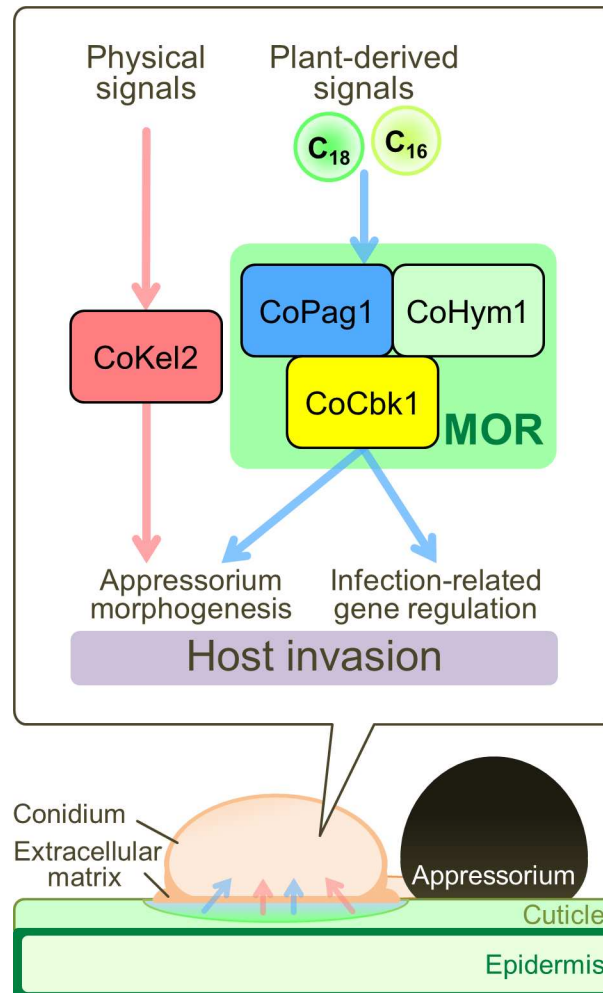 Physical
signals
Plant-derived
signals
C18
C16
CoPag1
CoHym1
CoKel2
CoCbk1
MOR
Appressorium
morphogenesis
Infection-related
gene regulation
Host invasion
Conidium
Extracellular
matrix
Appressorium
Cuticle
Epidermis